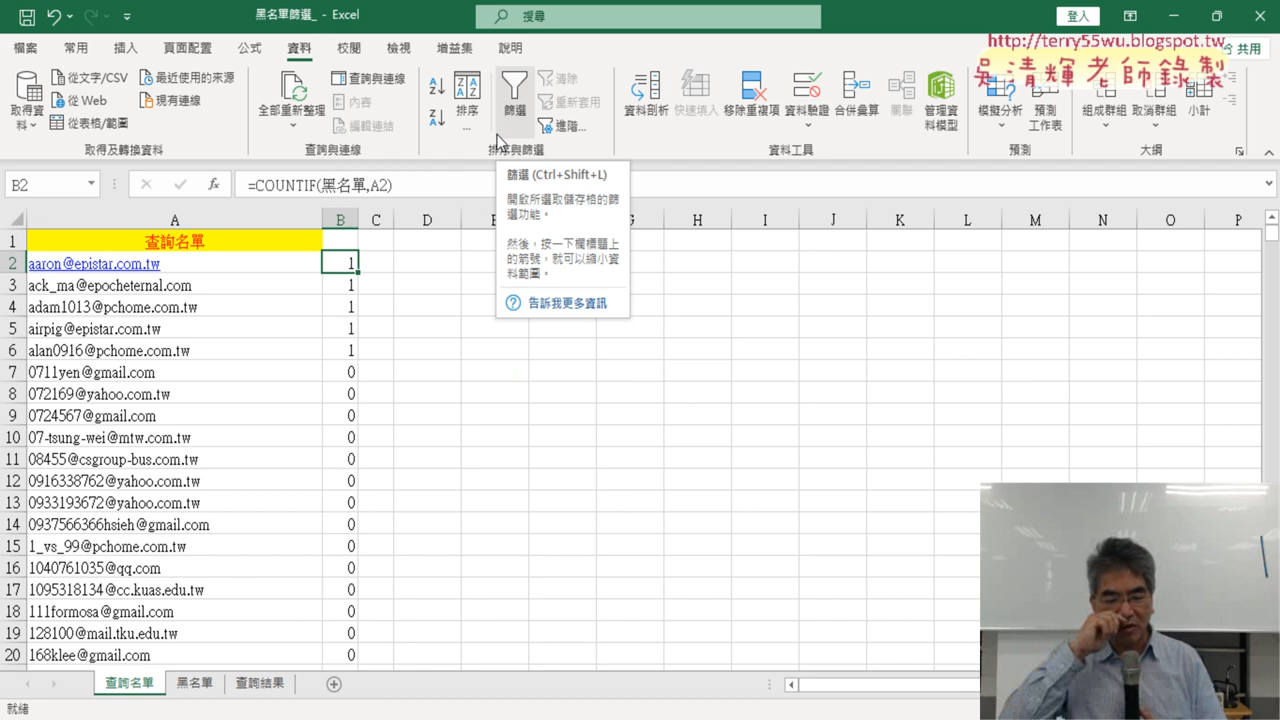 黑名單篩選_ - Excel
搜尋
登入
http://terry55wu.blogspot.tw
吳清輝老師錄製
檔案 常用 插入 頁面配置 公式 資料 校閱 檢視 增益集 說明
共用
取得資料
從文字/CSV
從 Web
從表格/範圍
最近使用的來源
現有連線
全部重新整理
查詢與連線
內容
編輯連結
排序...
篩選
清除
重新套用
進階...
資料剖析
快速填入
移除重複項
資料驗證
合併彙算
關聯
管理資料模型
模擬分析
預測工作表
組成群組
取消群組
小計
取得及轉換資料
查詢與連線
排序與篩選
資料工具
預測
大綱
B2
fx
=COUNTIF(黑名單,A2)
篩選 (Ctrl+Shift+L)
開啟所選取儲存格的篩
選功能。
然後，按一下欄標題上
的箭號，就可以縮小資
料範圍。
告訴我更多資訊
A B C D E G H I J K L M N O P
1 查詢名單
2 aaron@epistar.com.tw 1
3 ack_ma@epocheternal.com 1
4 adam1013@pchome.com.tw 1
5 airpig@epistar.com.tw 1
6 alan0916@pchome.com.tw 1
7 0711yen@gmail.com 0
8 072169@yahoo.com.tw 0
9 0724567@gmail.com 0
10 07-tsung-wei@mtw.com.tw 0
11 08455@csgroup-bus.com.tw 0
12 0916338762@yahoo.com.tw 0
13 0933193672@yahoo.com.tw 0
14 0937566366hsieh@gmail.com 0
15 1_vs_99@pchome.com.tw 0
16 1040761035@qq.com 0
17 1095318134@cc.kuas.edu.tw 0
18 111formosa@gmail.com 0
19 128100@mail.tku.edu.tw 0
20 168klee@gmail.com 0
查詢名單 黑名單 查詢結果
就緒